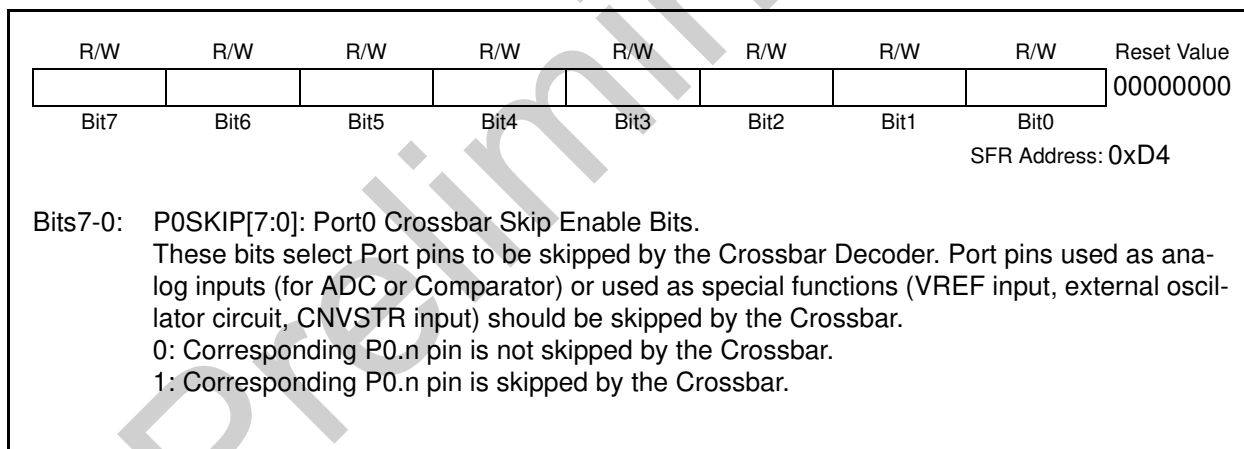 R/W R/W R/W R/W R/W R/W R/W R/W Reset Value
00000000
Bit7 Bit6 Bit5 Bit4 Bit3 Bit2 Bit1 Bit0
SFR Address: 0xD4
Bits7-0: P0SKIP[7:0]: Port0 Crossbar Skip Enable Bits.
These bits select Port pins to be skipped by the Crossbar Decoder. Port pins used as ana-
log inputs (for ADC or Comparator) or used as special functions (VREF input, external oscil-
lator circuit, CNVSTR input) should be skipped by the Crossbar.
0: Corresponding P0.n pin is not skipped by the Crossbar.
1: Corresponding P0.n pin is skipped by the Crossbar.
Prelimin